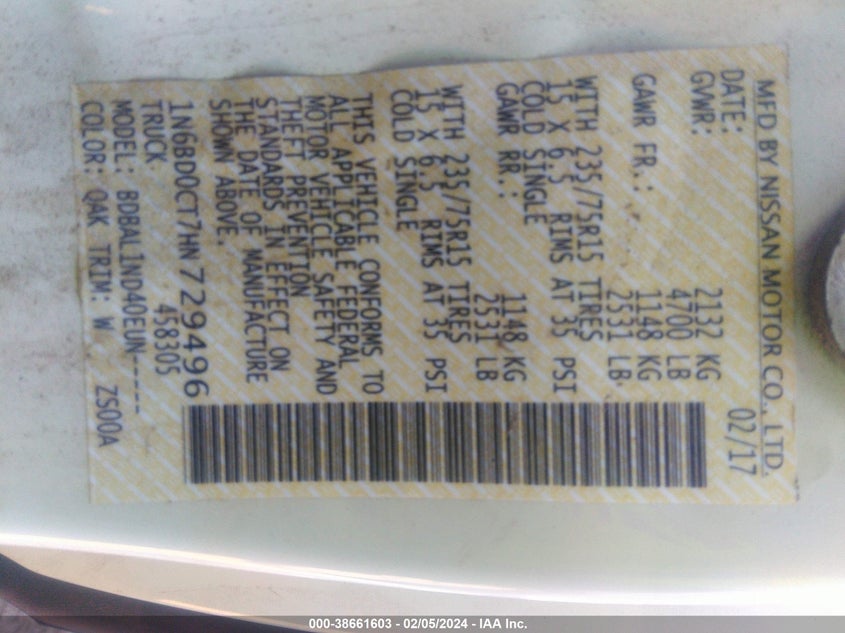 MFD BY NISSAN MOTOR CO., LTD.
DATE: 02/17
GVWR: 2132 KG
4700 LB
GAWR FR.: 1148 KG
2531 LB.
WITH 235/75R15 TIRES
15 X 6.5 RIMS AT 35 PSI
COLD SINGLE
GAWR RR.: 1148 KG
2531 LB
WITH 235/75R15 TIRES
15 X 6.5 RIMS AT 35 PSI
COLD SINGLE
THIS VEHICLE CONFORMS TO
ALL APPLICABLE FEDERAL
MOTOR VEHICLE SAFETY AND
THEFT PREVENTION
STANDARDS IN EFFECT ON
THE DATE OF MANUFACTURE
SHOWN ABOVE.
1N6BD0CT7HN729496
TRUCK 458305
MODEL: BDBAL1ND40EUN-----
COLOR: QAK TRIM: W ZS00A
000-38661603 - 02/05/2024 - IAA Inc.